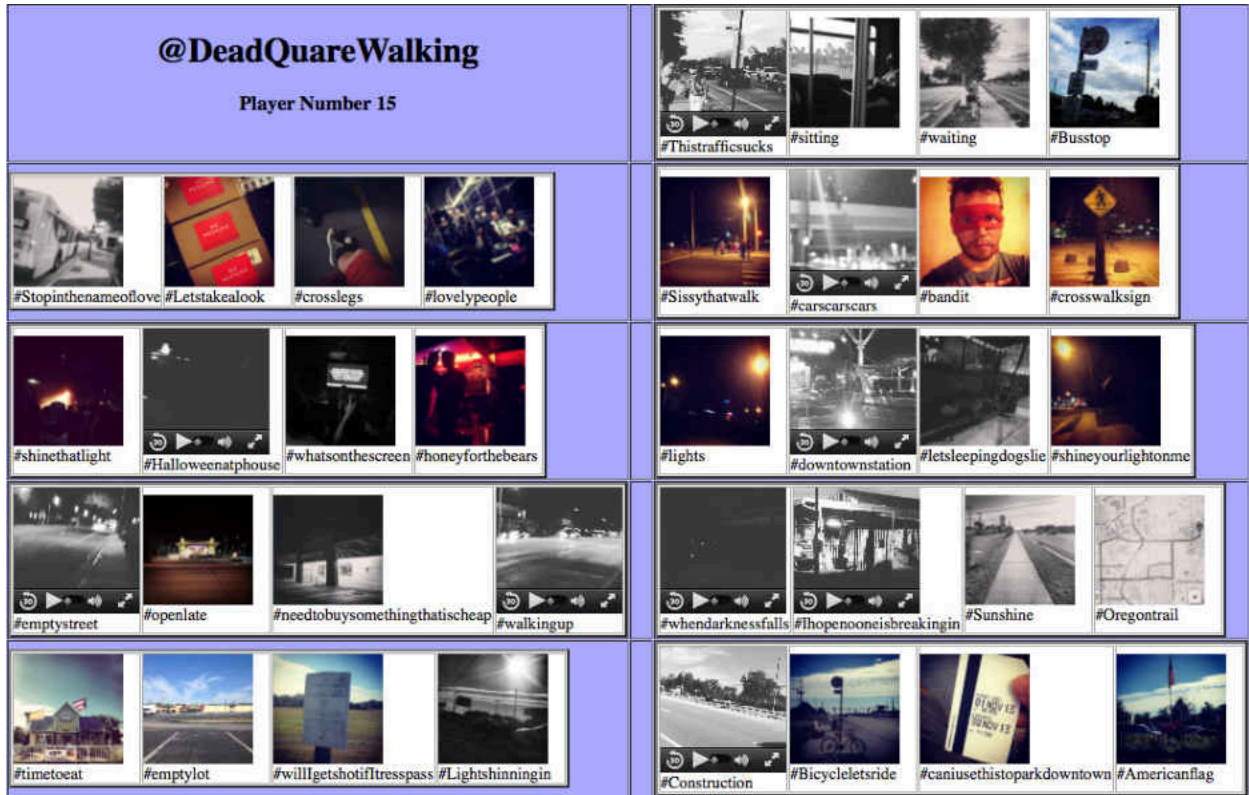 @DeadQuareWalking
Player Number 15
#Thistrafficsucks #sitting #waiting #Busstop
#Stopinthenameoflove #Letstakealook #crosslegs #lovelypeople
#Sissythatwalk #carscarscars #bandit #crosswalksign
#shinethatlight #Halloweenatphouse #whatsonthescreen #honeyforthebears
#lights #downtownstation #letsleepingdogslie #shineyourlightonme
#emptystreet #openlate #needtobuysomethingthatischeap #walkingup
#whendarknessfalls #Ihopenooneisbreakingin #Sunshine #Oregontrail
#timetoeat #emptylot #willIgetshotifItresspass #Lightshinningin
#Construction #Bicycleletsride #caniusethistoparkdowntown #Americanflag